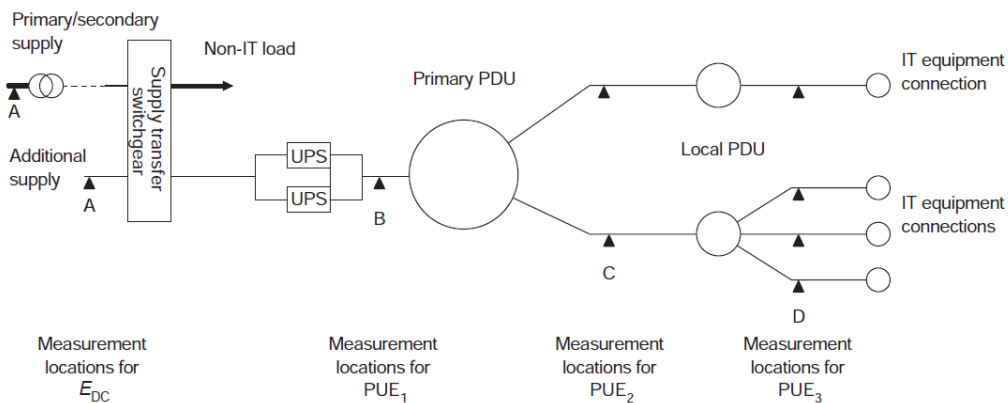 Primary/secondary
supply
Non-IT load
A
Supply transfer
switchgear
Additional
supply
A
UPS
UPS
B
Primary PDU
C
Local PDU
D
IT equipment
connection
IT equipment
connections
Measurement
locations for
E_DC
Measurement
locations for
PUE₁
Measurement
locations for
PUE₂
Measurement
locations for
PUE₃